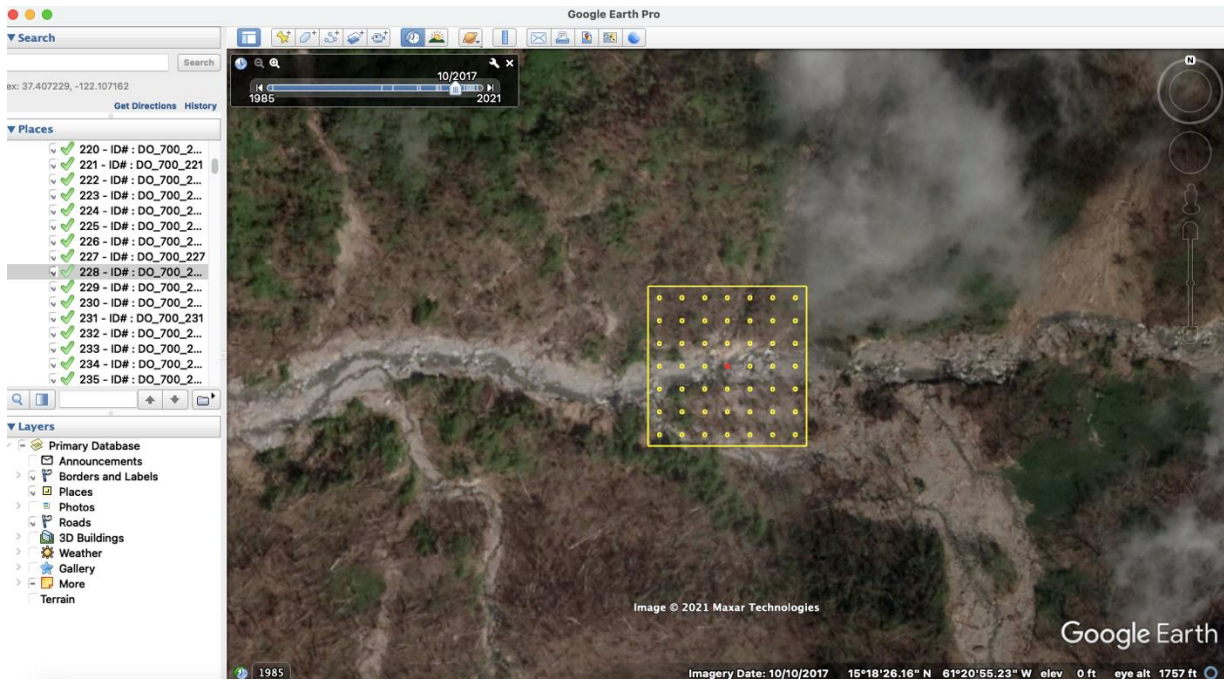 Google Earth Pro
Search
Search
ex: 37.407229, -122.107162
Get Directions History
Places
220 - ID# : DO_700_2...
221 - ID# : DO_700_221
222 - ID# : DO_700_2...
223 - ID# : DO_700_2...
224 - ID# : DO_700_2...
225 - ID# : DO_700_2...
226 - ID# : DO_700_2...
227 - ID# : DO_700_227
228 - ID# : DO_700_2...
229 - ID# : DO_700_2...
230 - ID# : DO_700_2...
231 - ID# : DO_700_231
232 - ID# : DO_700_2...
233 - ID# : DO_700_2...
234 - ID# : DO_700_2...
235 - ID# : DO_700_2...
Layers
Primary Database
Announcements
Borders and Labels
Places
Photos
Roads
3D Buildings
Weather
Gallery
More
Terrain
10/2017
1985 2021
N
Image © 2021 Maxar Technologies
Google Earth
1985
Imagery Date: 10/10/2017 15°18'26.16" N 61°20'55.23" W elev 0 ft eye alt 1757 ft